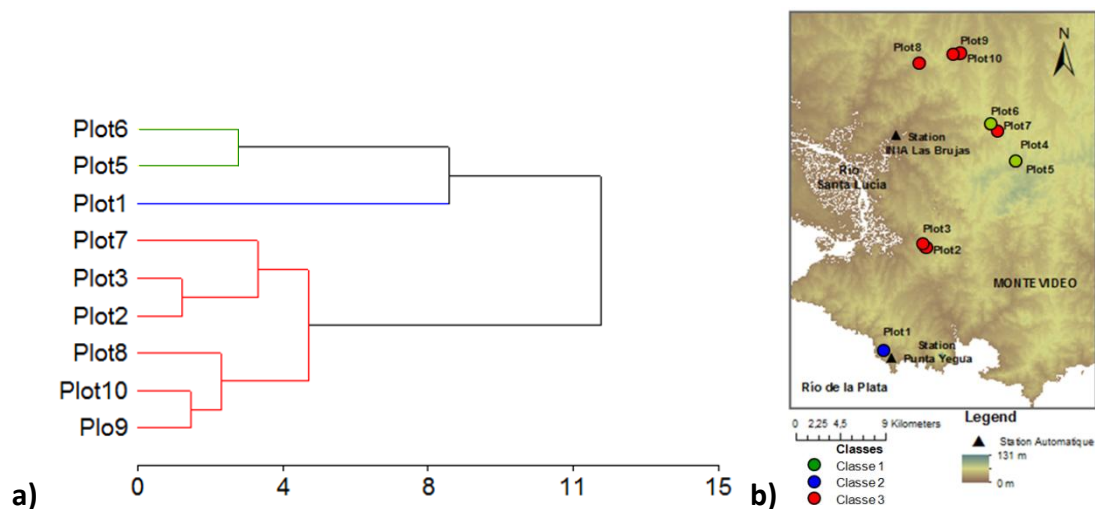 Plot6
Plot5
Plot1
Plot7
Plot3
Plot2
Plot8
Plot10
Plo9
0 4 8 11 15
a)
N
Plot8
Plot9
Plot10
Plot6
Plot7
Plot4
Plot5
Station
INIA Las Brujas
Río
Santa Lucia
Plot3
Plot2
MONTEVIDEO
Plot1
Station
Punta Yegua
Río de la Plata
0 2,25 4,5 9 Kilometers
Legend
Station Automatique
131 m
0 m
Classes
Classe 1
Classe 2
Classe 3
b)